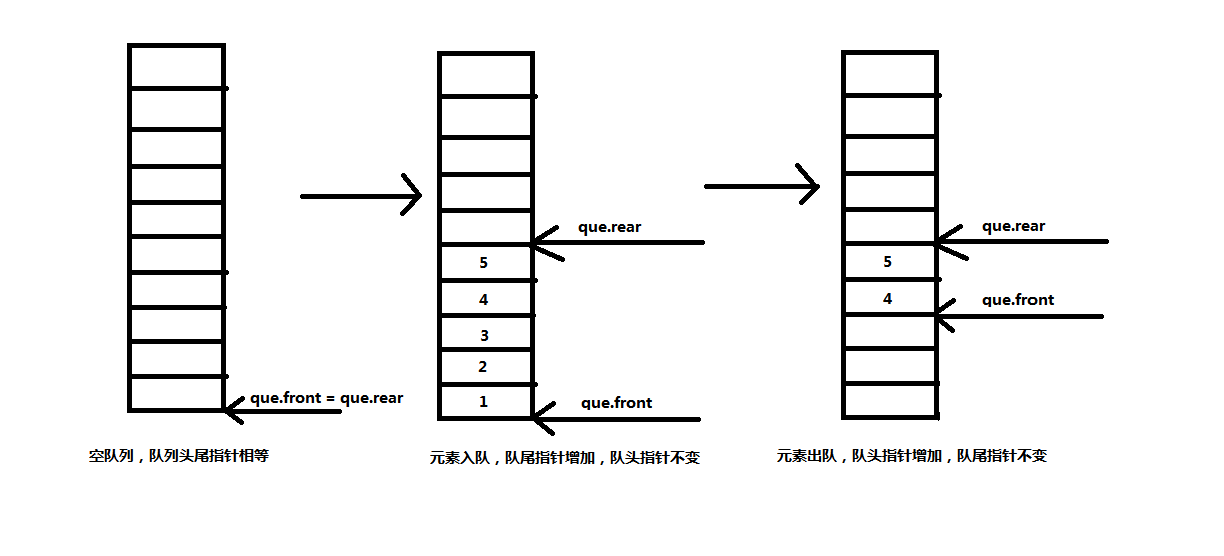 que.front = que.rear
空队列，队列头尾指针相等
que.rear
5
4
3
2
1
que.front
元素入队，队尾指针增加，队头指针不变
que.rear
5
4
que.front
元素出队，队头指针增加，队尾指针不变